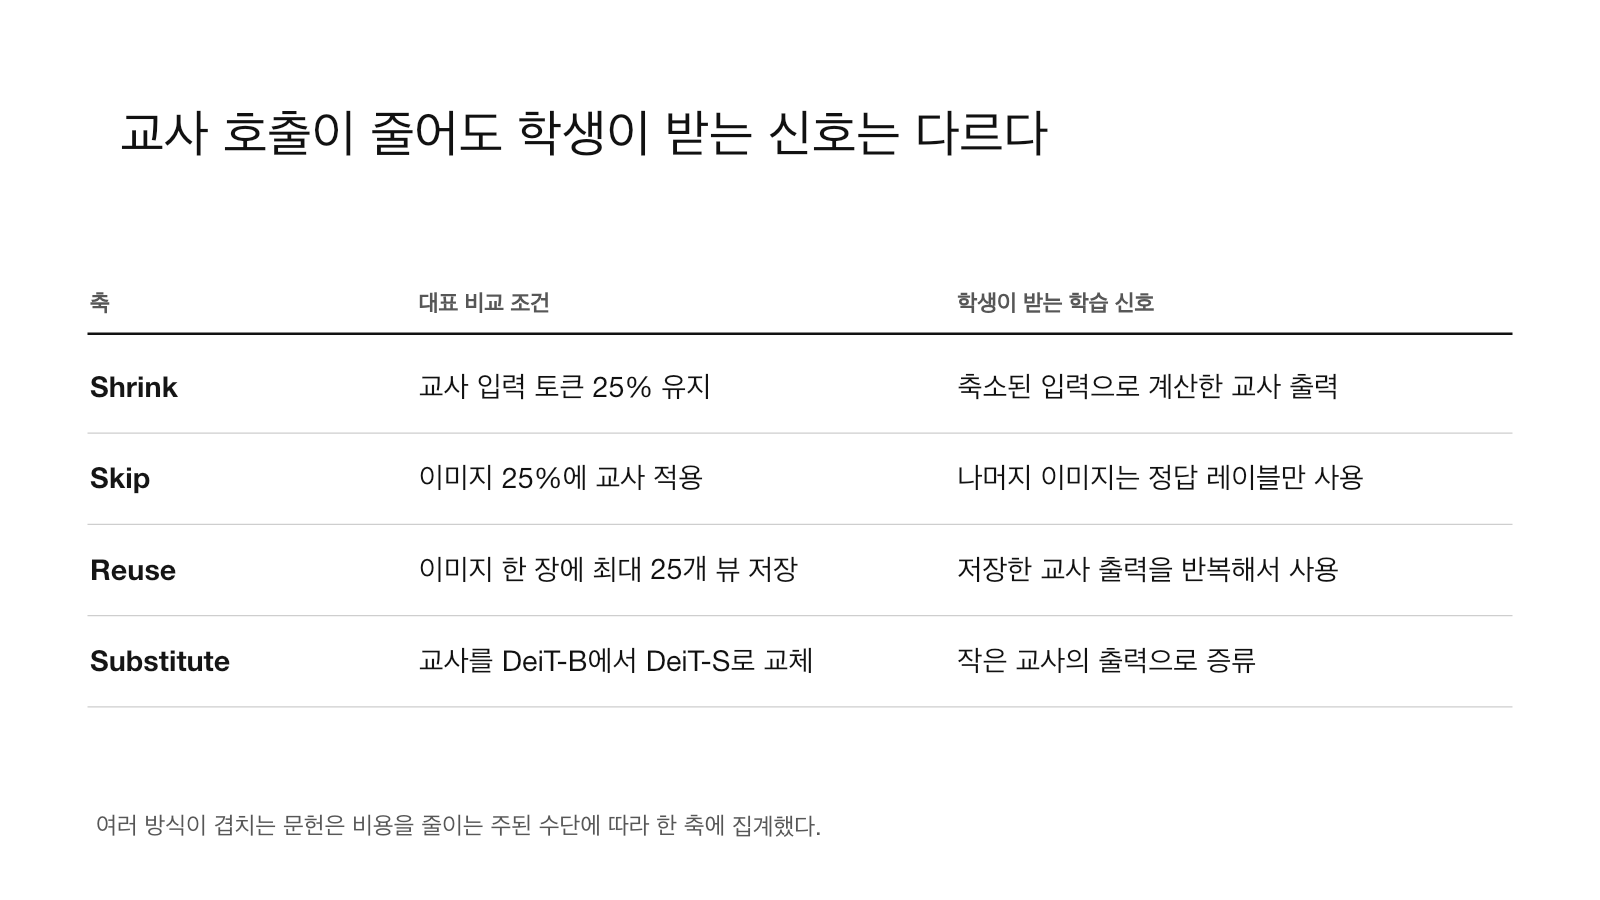 교사 호출이 줄어도 학생이 받는 신호는 다르다
축 대표 비교 조건 학생이 받는 학습 신호
Shrink 교사 입력 토큰 25% 유지 축소된 입력으로 계산한 교사 출력
Skip 이미지 25%에 교사 적용 나머지 이미지는 정답 레이블만 사용
Reuse 이미지 한 장에 최대 25개 뷰 저장 저장한 교사 출력을 반복해서 사용
Substitute 교사를 DeiT-B에서 DeiT-S로 교체 작은 교사의 출력으로 증류
여러 방식이 겹치는 문헌은 비용을 줄이는 주된 수단에 따라 한 축에 집계했다.